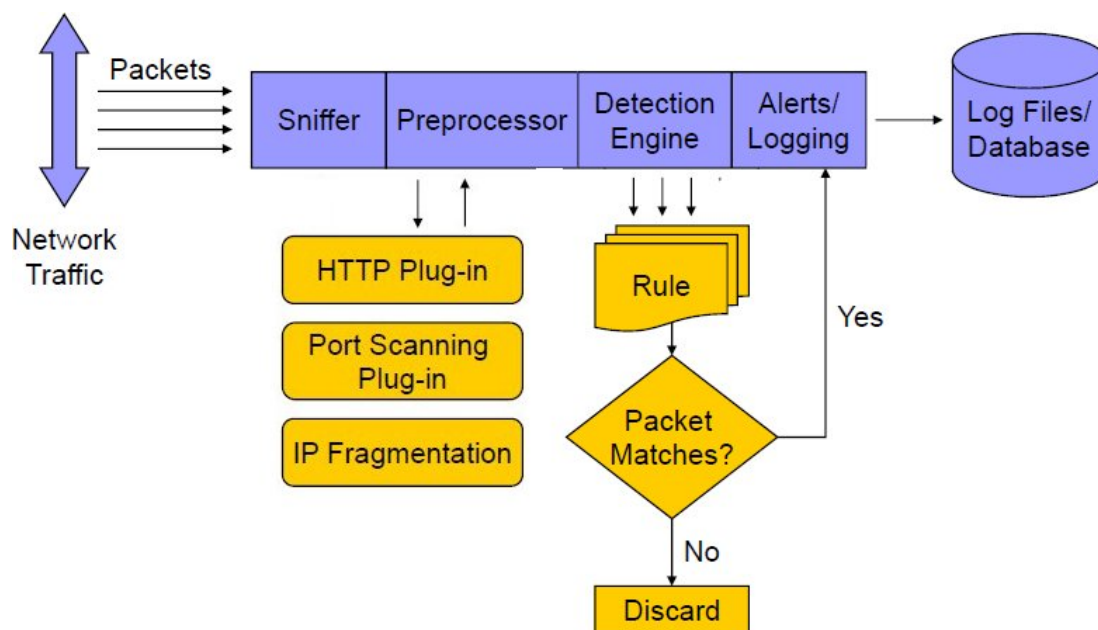 Packets
Network
Traffic
Sniffer
Preprocessor
Detection
Engine
Alerts/
Logging
Log Files/
Database
HTTP Plug-in
Port Scanning
Plug-in
IP Fragmentation
Rule
Packet
Matches?
Yes
No
Discard